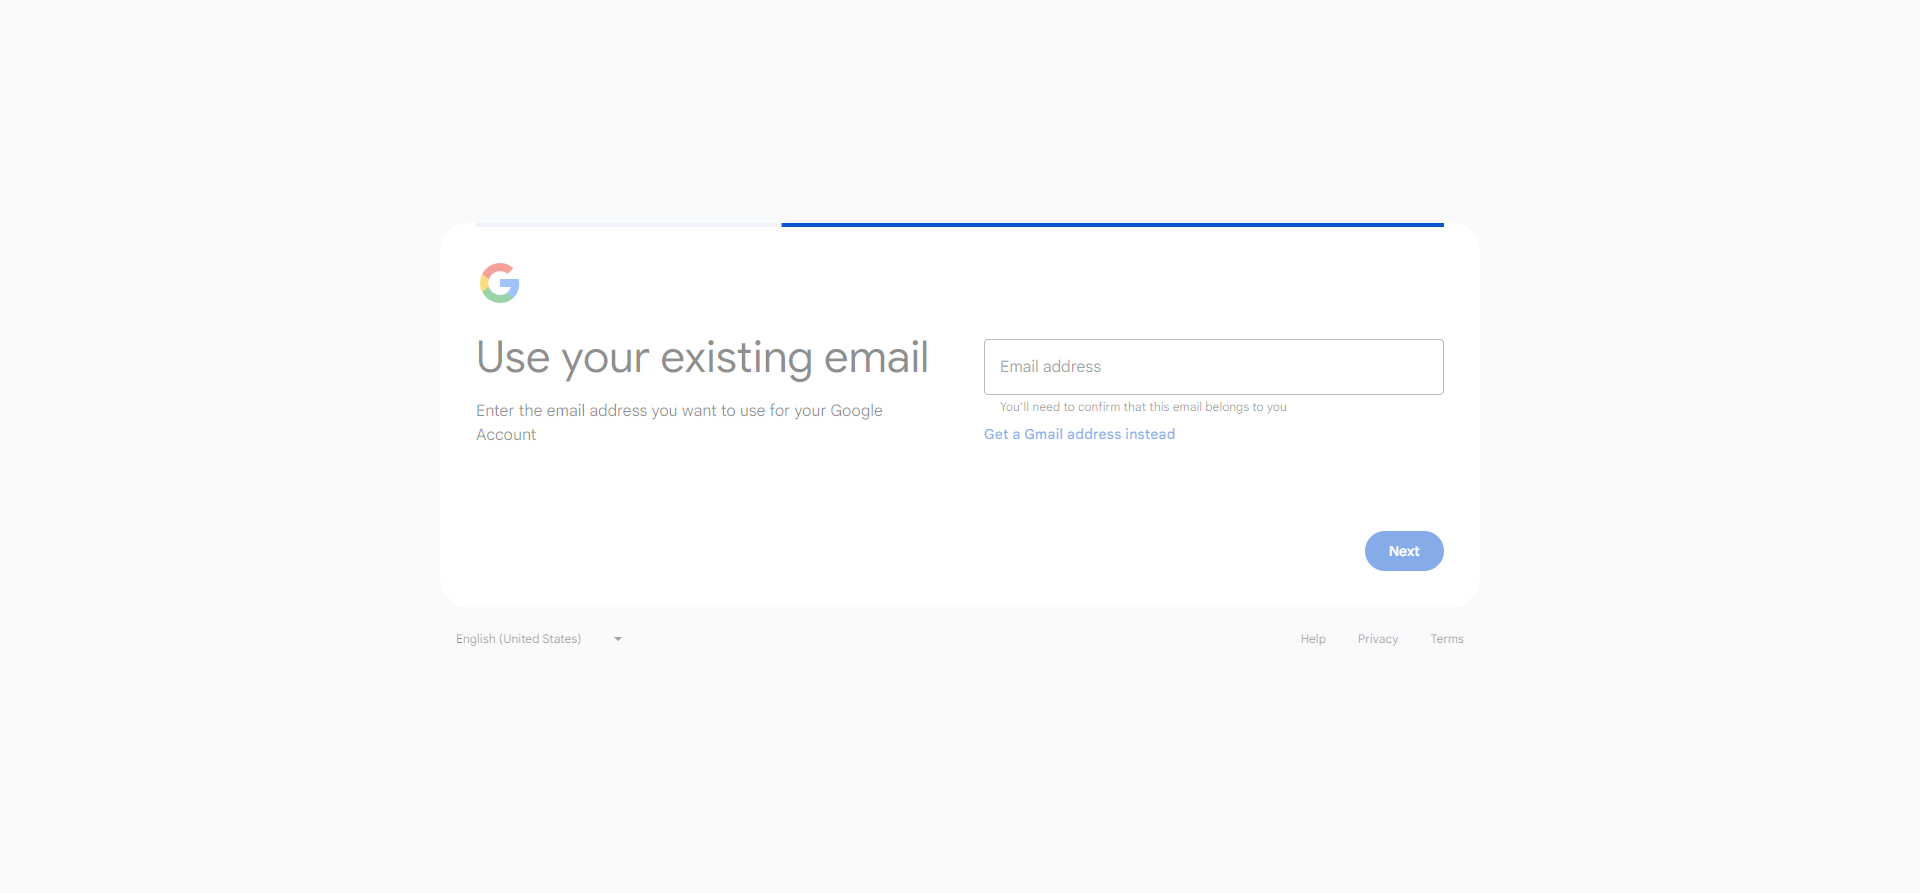 Use your existing email
Enter the email address you want to use for your Google
Account
Email address
You'll need to confirm that this email belongs to you
Get a Gmail address instead
Next
English (United States)
Help
Privacy
Terms